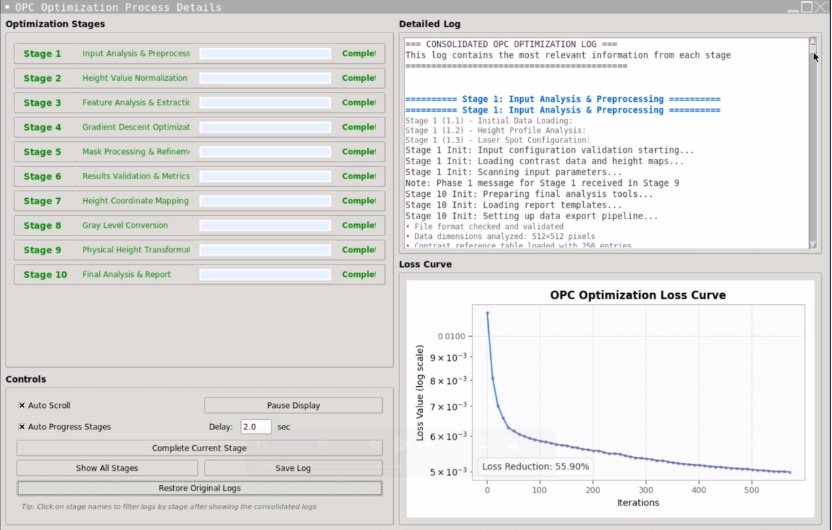 OPC Optimization Process Details
Optimization Stages
Stage 1 Input Analysis & Preprocess Complet
Stage 2 Height Value Normalization Complet
Stage 3 Feature Analysis & Extractic Complet
Stage 4 Gradient Descent Optimizat Complet
Stage 5 Mask Processing & Refinem Complet
Stage 6 Results Validation & Metrics Complet
Stage 7 Height Coordinate Mapping Complet
Stage 8 Gray Level Conversion Complet
Stage 9 Physical Height Transformat Complet
Stage 10 Final Analysis & Report Complet
Controls
Auto Scroll Pause Display
Auto Progress Stages Delay: 2.0 sec
Complete Current Stage
Show All Stages Save Log
Restore Original Logs
Tip: Click on stage names to filter logs by stage after showing the consolidated logs
Detailed Log
=== CONSOLIDATED OPC OPTIMIZATION LOG ===
This log contains the most relevant information from each stage
=========================================
========== Stage 1: Input Analysis & Preprocessing ==========
========== Stage 1: Input Analysis & Preprocessing ==========
Stage 1 (1.1) - Initial Data Loading:
Stage 1 (1.2) - Height Profile Analysis:
Stage 1 (1.3) - Laser Spot Configuration:
Stage 1 Init: Input configuration validation starting...
Stage 1 Init: Loading contrast data and height maps...
Stage 1 Init: Scanning input parameters...
Note: Phase 1 message for Stage 1 received in Stage 9
Stage 10 Init: Preparing final analysis tools...
Stage 10 Init: Loading report templates...
Stage 10 Init: Setting up data export pipeline...
• File format checked and validated
• Data dimensions analyzed: 512×512 pixels
• Contrast reference table loaded with 256 entries
Loss Curve
OPC Optimization Loss Curve
Loss Value (log scale)
0.0100
9 × 10⁻³
8 × 10⁻³
7 × 10⁻³
6 × 10⁻³
5 × 10⁻³
Loss Reduction: 55.90%
0 100 200 300 400 500
Iterations